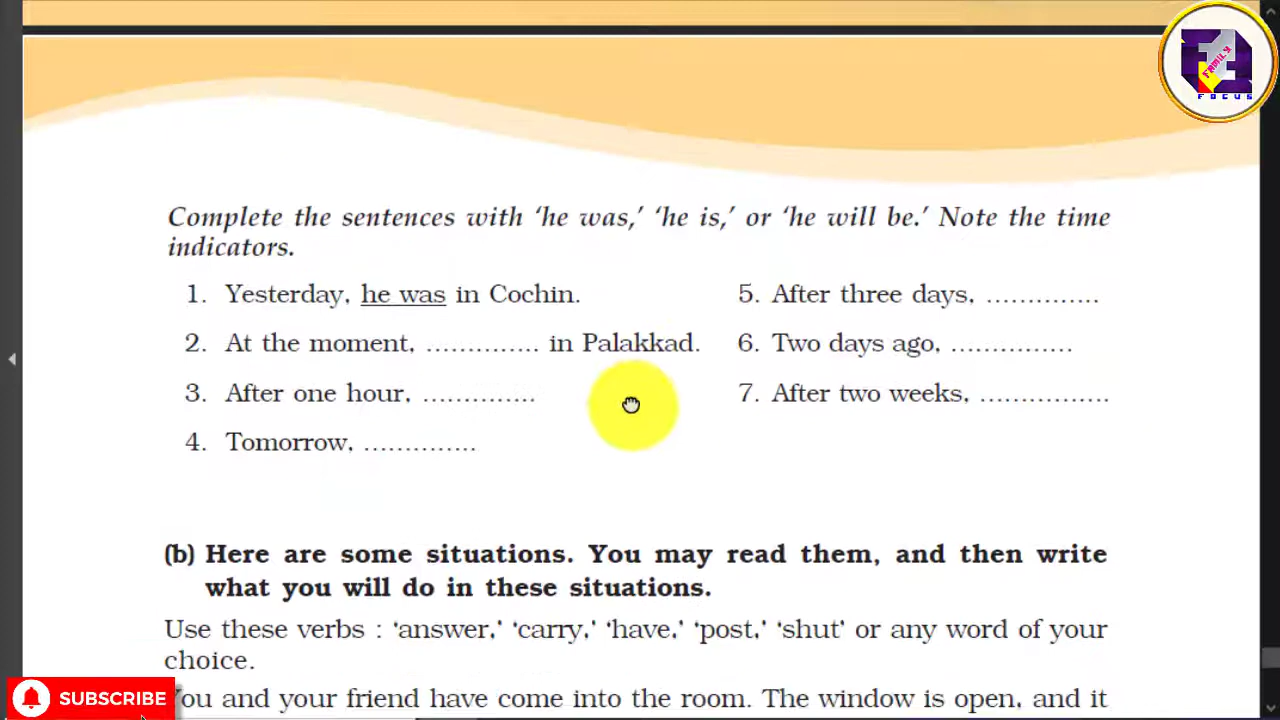 FAMILY
FOCUS
Complete the sentences with ‘he was,’ ‘he is,’ or ‘he will be.’ Note the time
indicators.
1. Yesterday, he was in Cochin.
2. At the moment, .............. in Palakkad.
3. After one hour, ..............
4. Tomorrow, ..............
5. After three days, ..............
6. Two days ago, ...............
7. After two weeks, ................
(b) Here are some situations. You may read them, and then write
what you will do in these situations.
Use these verbs : ‘answer,’ ‘carry,’ ‘have,’ ‘post,’ ‘shut’ or any word of your
choice.
You and your friend have come into the room. The window is open, and it
SUBSCRIBE